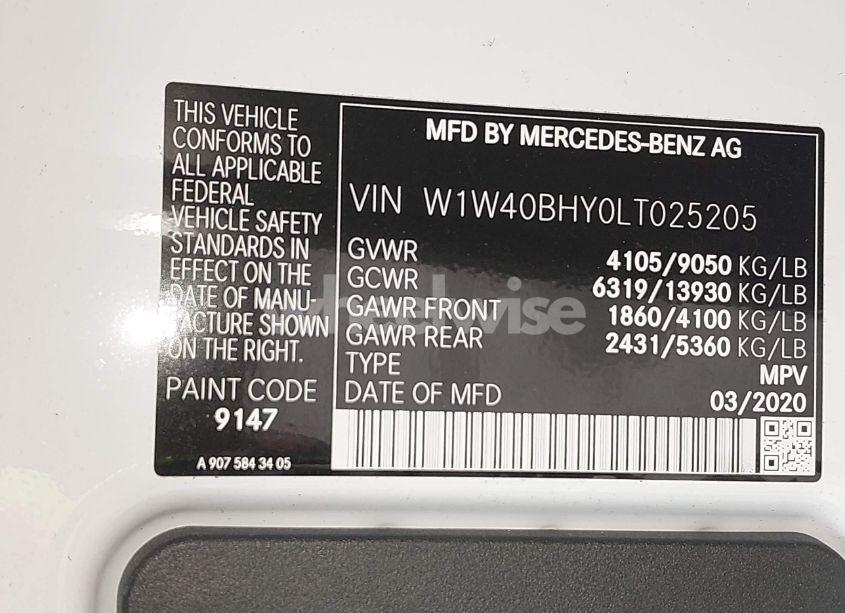 THIS VEHICLE
CONFORMS TO
ALL APPLICABLE
FEDERAL
VEHICLE SAFETY
STANDARDS IN
EFFECT ON THE
DATE OF MANU-
FACTURE SHOWN
ON THE RIGHT.
PAINT CODE
9147
A 907 584 34 05
MFD BY MERCEDES-BENZ AG
VIN W1W40BHY0LT025205
GVWR 4105/9050 KG/LB
GCWR 6319/13930 KG/LB
GAWR FRONT 1860/4100 KG/LB
GAWR REAR 2431/5360 KG/LB
TYPE MPV
DATE OF MFD 03/2020
wheelwise